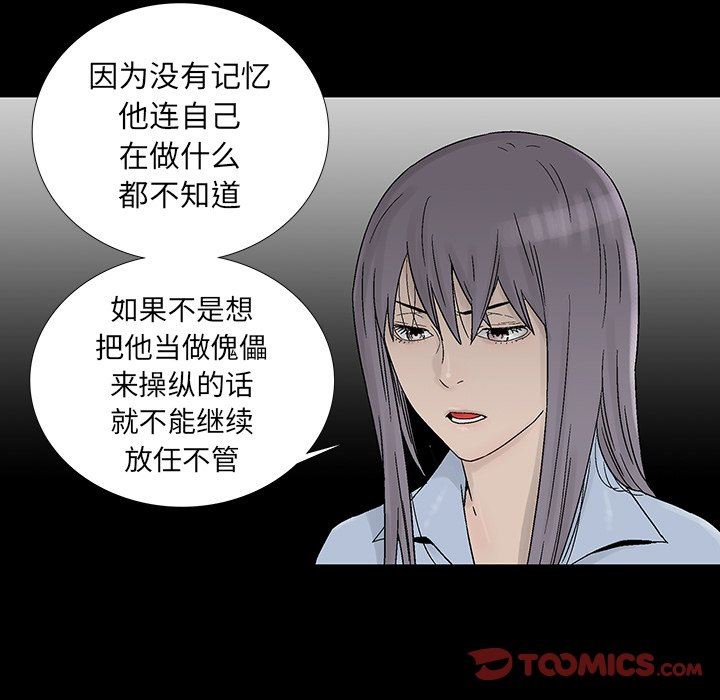 因为没有记忆
他连自己
在做什么
都不知道
如果不是想
把他当做傀儡
来操纵的话
就不能继续
放任不管
TOOMICS.COM